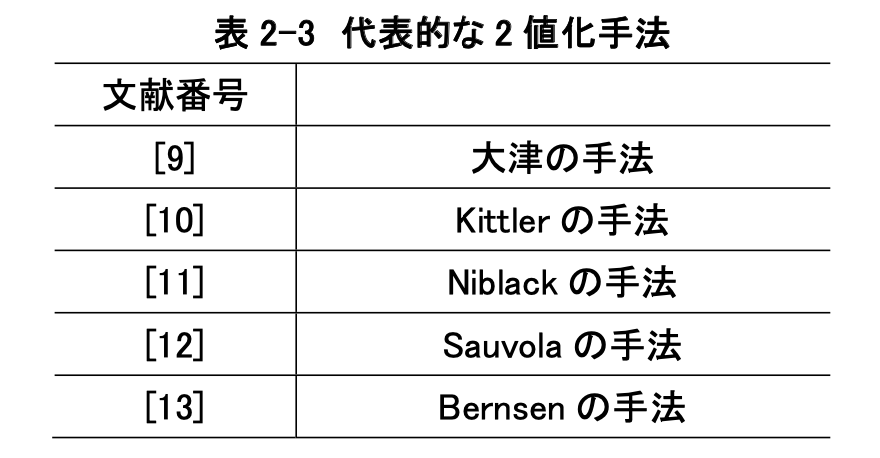 表 2-3 代表的な 2 値化手法
文献番号
[9] 大津の手法
[10] Kittler の手法
[11] Niblack の手法
[12] Sauvola の手法
[13] Bernsen の手法